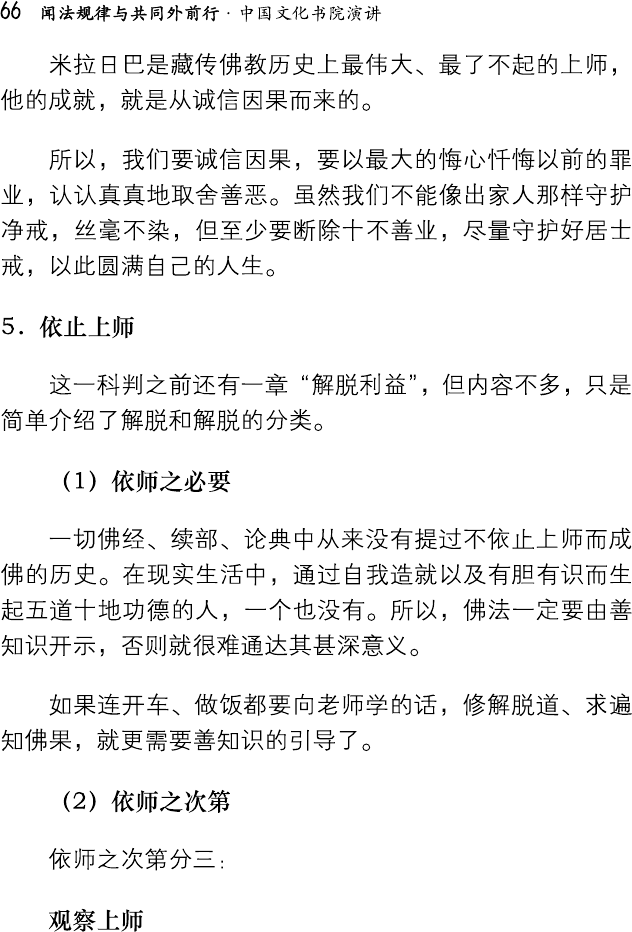 66 闻法规律与共同外前行·中国文化书院演讲
米拉日巴是藏传佛教历史上最伟大、最了不起的上师，
他的成就，就是从诚信因果而来的。
所以，我们要诚信因果，要以最大的悔心忏悔以前的罪
业，认认真真地取舍善恶。虽然我们不能像出家人那样守护
净戒，丝毫不染，但至少要断除十不善业，尽量守护好居士
戒，以此圆满自己的人生。
5．依止上师
这一科判之前还有一章“解脱利益”，但内容不多，只是
简单介绍了解脱和解脱的分类。
（1）依师之必要
一切佛经、续部、论典中从来没有提过不依止上师而成
佛的历史。在现实生活中，通过自我造就以及有胆有识而生
起五道十地功德的人，一个也没有。所以，佛法一定要由善
知识开示，否则就很难通达其甚深意义。
如果连开车、做饭都要向老师学的话，修解脱道、求遍
知佛果，就更需要善知识的引导了。
（2）依师之次第
依师之次第分三：
观察上师